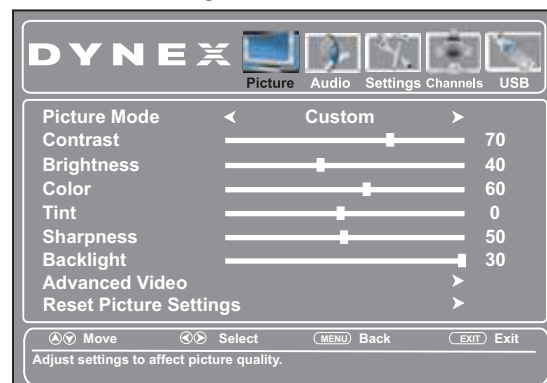 DYNEX
Picture Audio Settings Channels USB
Picture Mode Custom
Contrast 70
Brightness 40
Color 60
Tint 0
Sharpness 50
Backlight 30
Advanced Video
Reset Picture Settings
Move Select MENU Back EXIT Exit
Adjust settings to affect picture quality.